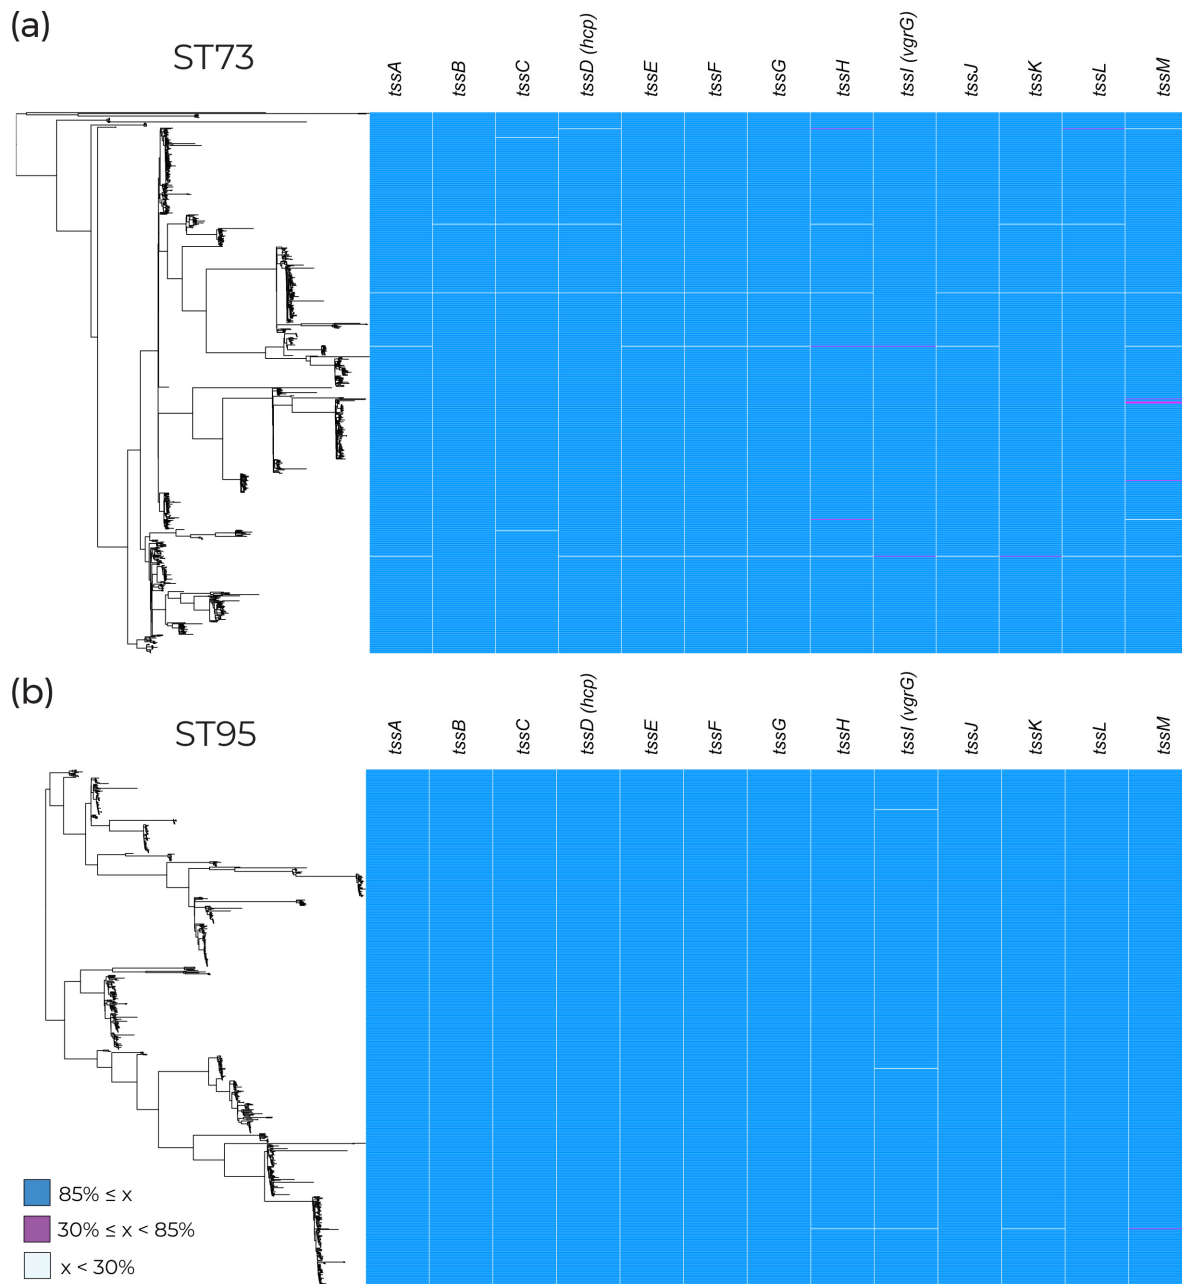 (a)
ST73
tssA tssB tssC tssD (hcp) tssE tssF tssG tssH tssI (vgrG) tssJ tssK tssL tssM
(b)
ST95
tssA tssB tssC tssD (hcp) tssE tssF tssG tssH tssI (vgrG) tssJ tssK tssL tssM
85% ≤ x
30% ≤ x < 85%
x < 30%